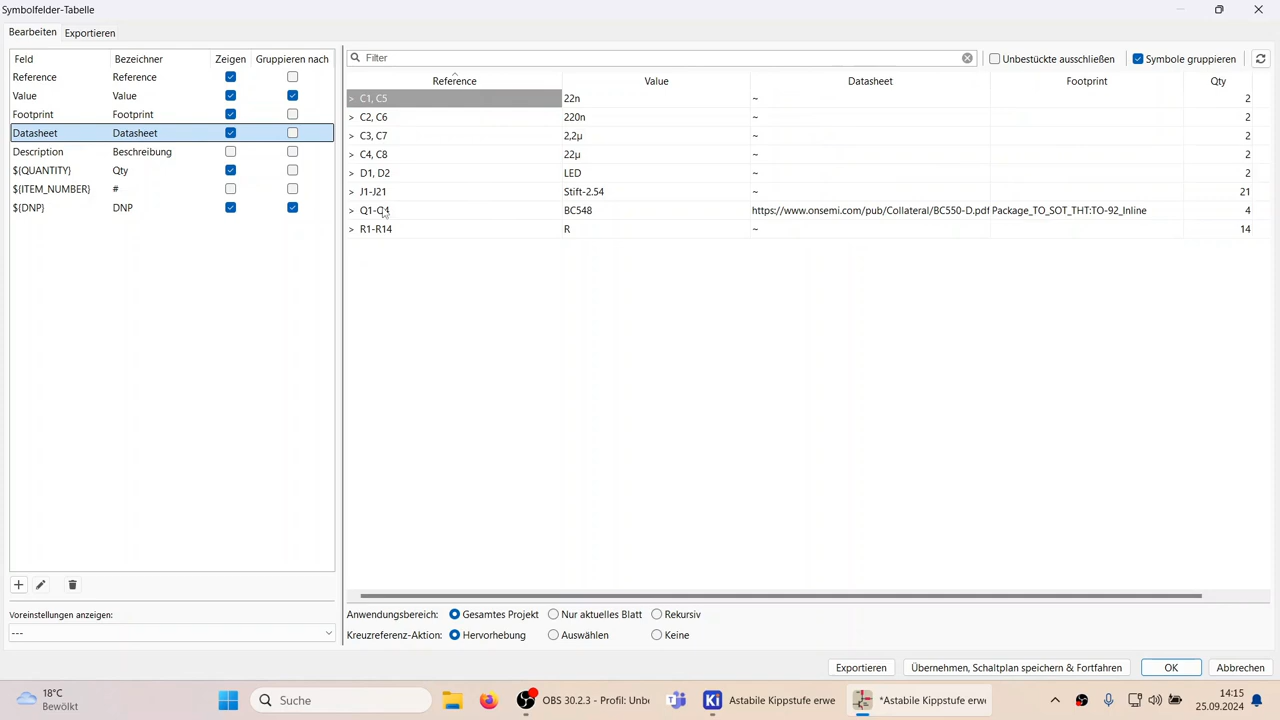 Symbolfelder-Tabelle
Bearbeiten Exportieren
Feld Bezeichner Zeigen Gruppieren nach
Reference Reference
Value Value
Footprint Footprint
Datasheet Datasheet
Description Beschreibung
${QUANTITY} Qty
${ITEM_NUMBER} #
${DNP} DNP
Voreinstellungen anzeigen:
---
Filter Unbestückte ausschließen Symbole gruppieren
Reference Value Datasheet Footprint Qty
> C1, C5 22n ~ 2
> C2, C6 220n ~ 2
> C3, C7 2,2µ ~ 2
> C4, C8 22µ ~ 2
> D1, D2 LED ~ 2
> J1-J21 Stift-2.54 ~ 21
> Q1-Q4 BC548 https://www.onsemi.com/pub/Collateral/BC550-D.pdf Package_TO_SOT_THT:TO-92_Inline 4
> R1-R14 R ~ 14
Anwendungsbereich: Gesamtes Projekt Nur aktuelles Blatt Rekursiv
Kreuzreferenz-Aktion: Hervorhebung Auswählen Keine
Exportieren Übernehmen, Schaltplan speichern & Fortfahren OK Abbrechen
18°C
Bewölkt
Suche
OBS 30.2.3 - Profil: Unb
Ki Astabile Kippstufe erwe
*Astabile Kippstufe erwe
14:15
25.09.2024